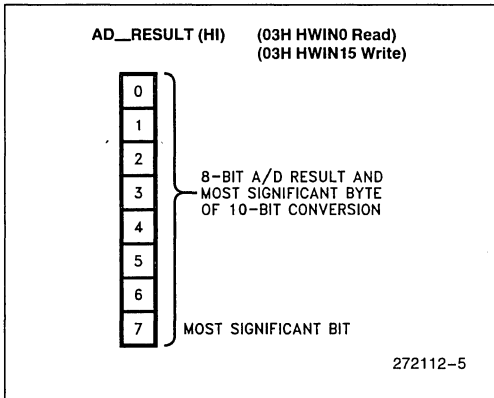 AD__RESULT (HI) (03H HWIN0 Read)
(03H HWIN15 Write)
0
1
2
3
4
5
6
7
8-BIT A/D RESULT AND
MOST SIGNIFICANT BYTE
OF 10-BIT CONVERSION
MOST SIGNIFICANT BIT
272112-5